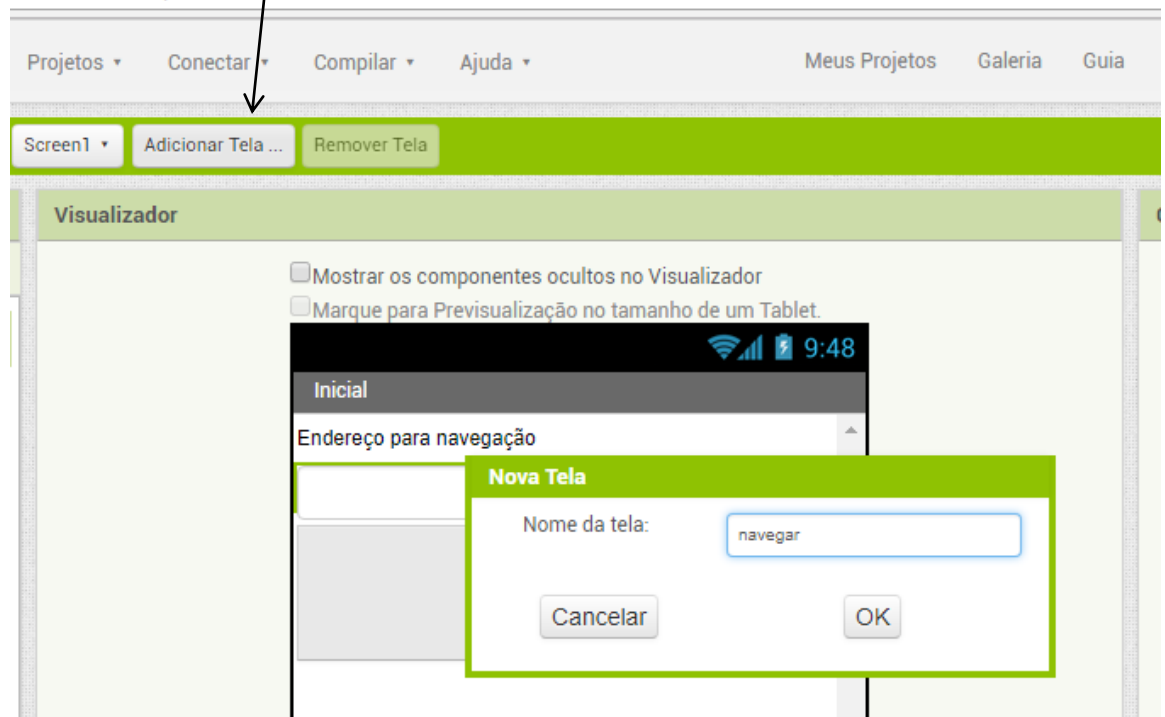 Projetos Conectar Compilar Ajuda Meus Projetos Galeria Guia
Screen1 Adicionar Tela ... Remover Tela
Visualizador
Mostrar os componentes ocultos no Visualizador
Marque para Previsualização no tamanho de um Tablet.
9:48
Inicial
Endereço para navegação
Nova Tela
Nome da tela: navegar
Cancelar OK